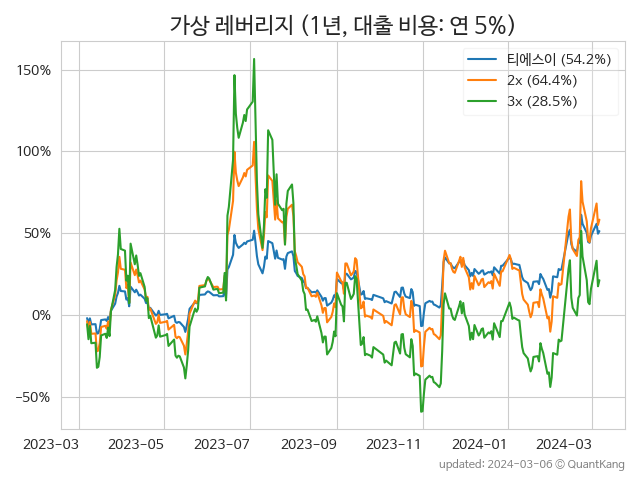 가상 레버리지 (1년, 대출 비용: 연 5%)
티에스이 (54.2%)
2x (64.4%)
3x (28.5%)
150%
100%
50%
0%
−50%
2023-03 2023-05 2023-07 2023-09 2023-11 2024-01 2024-03
updated: 2024-03-06 © QuantKang